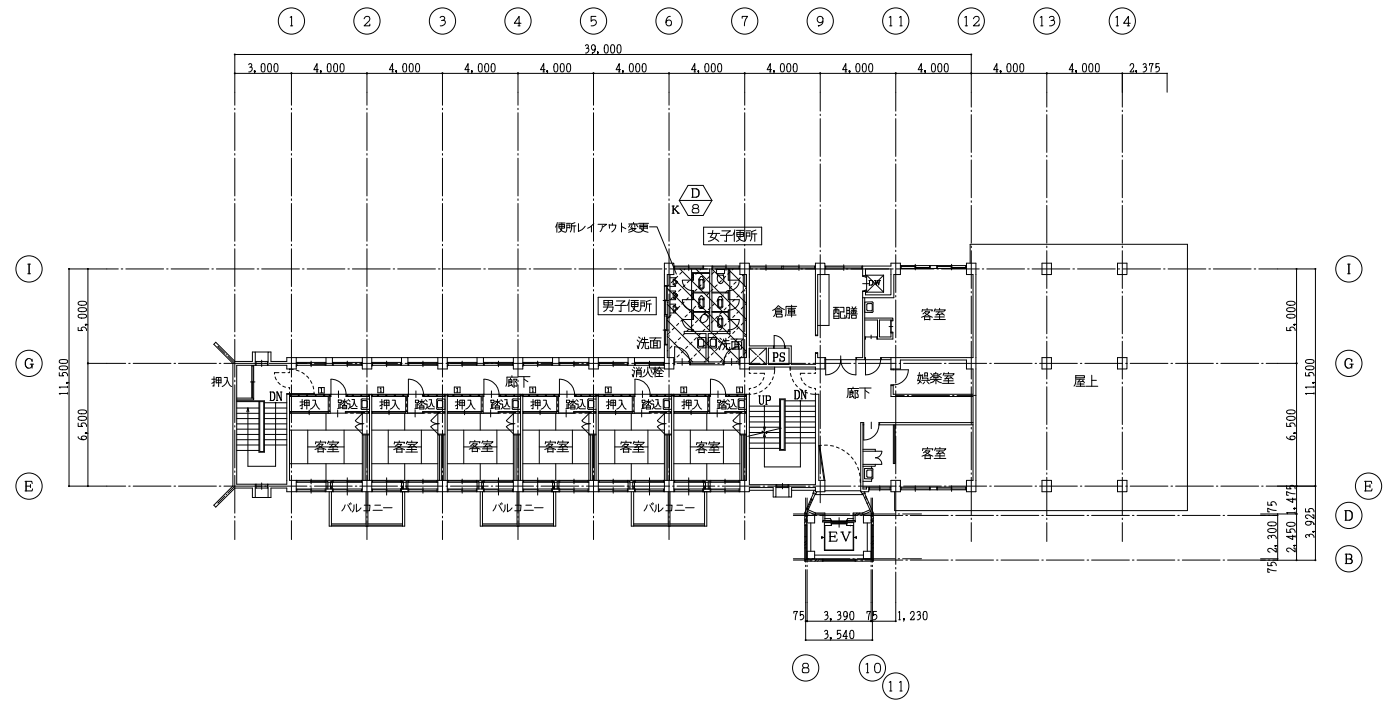 1 2 3 4 5 6 7 9 11 12 13 14
39,000
3,000 4,000 4,000 4,000 4,000 4,000 4,000 4,000 4,000 4,000 4,000 4,000 2,375
D
K 8
便所レイアウト変更
女子便所
I I
DW
男子便所
倉庫 配膳 客室
5,000 5,000
洗面 洗面
PS
G G
11,500 11,500
押入 廊下 消火栓 廊下 娯楽室 屋上
DN UP DN
押入 踏込 押入 踏込 押入 踏込 押入 踏込 押入 踏込 押入 踏込
6,500 6,500
客室 客室 客室 客室 客室 客室 客室
E E
バルコニー バルコニー バルコニー
75 1,475
D
EV
2,300 2,450 3,925
B
75
75 3,390 75 1,230
3,540
8 10
11